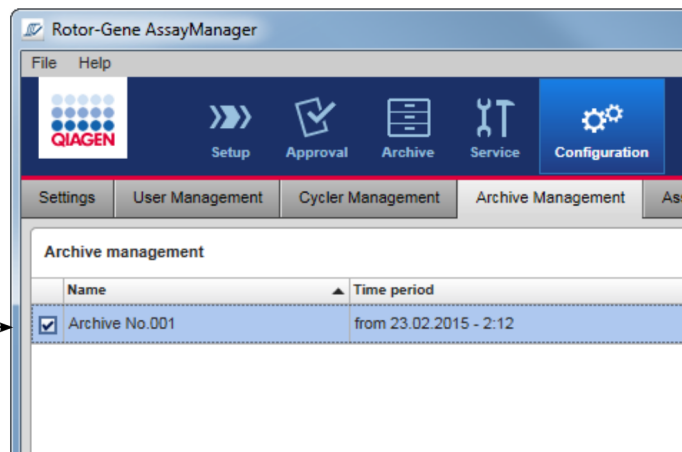 Rotor-Gene AssayManager
File Help
QIAGEN
Setup Approval Archive Service Configuration
Settings User Management Cycler Management Archive Management As
Archive management
Name Time period
Archive No.001 from 23.02.2015 - 2:12